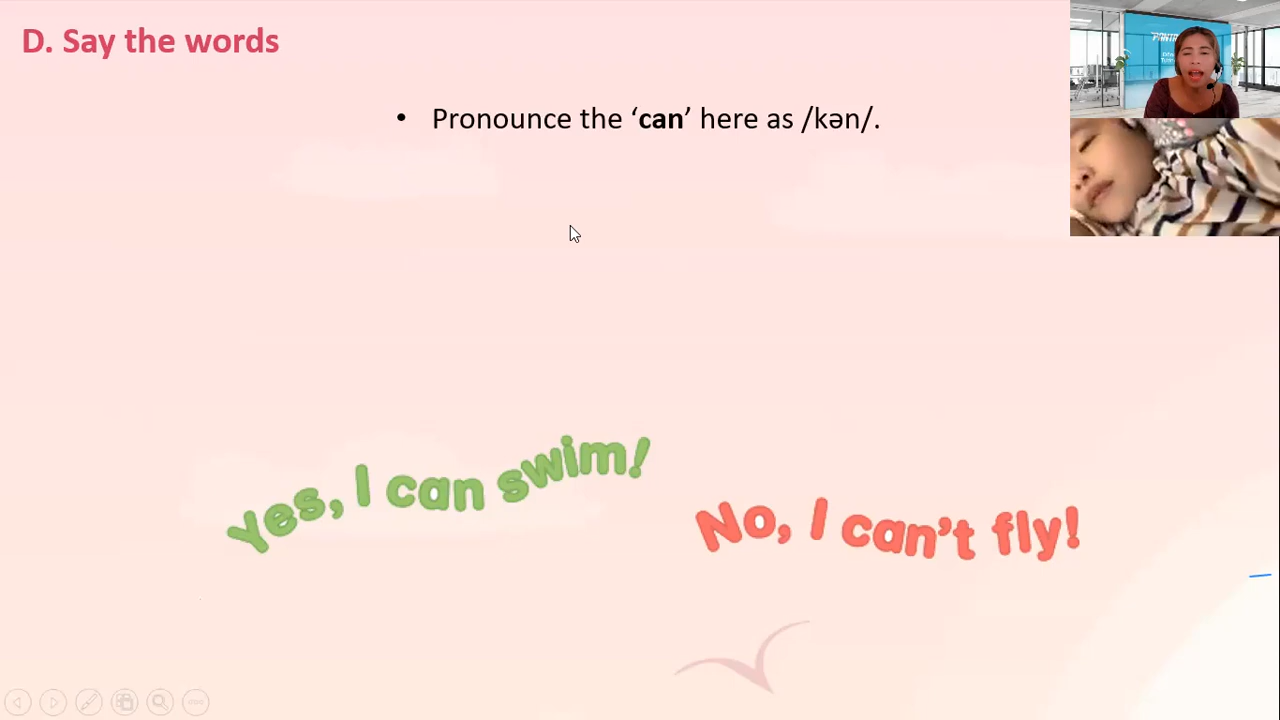 D. Say the words
• Pronounce the ‘can’ here as /kən/.
Yes, I can swim!
No, I can’t fly!